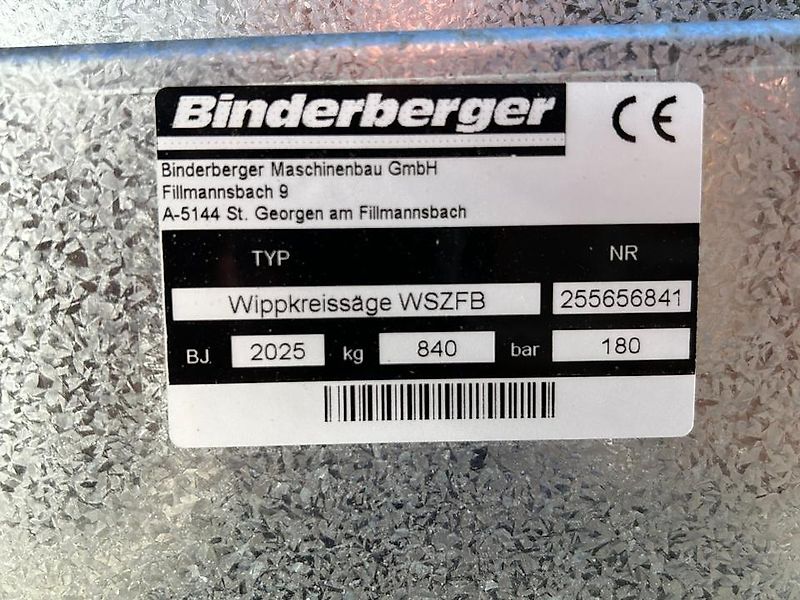 Binderberger CE
Binderberger Maschinenbau GmbH
Fillmannsbach 9
A-5144 St. Georgen am Fillmannsbach
TYP NR
Wippkreissäge WSZFB 255656841
BJ. 2025 kg 840 bar 180